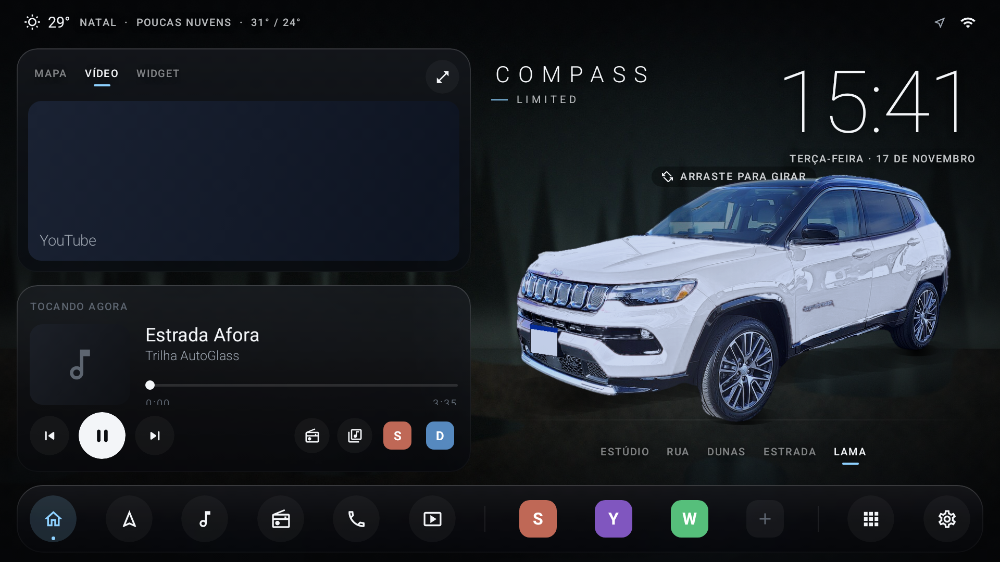 29° NATAL · POUCAS NUVENS · 31° / 24°
MAPA VÍDEO WIDGET
YouTube
COMPASS
LIMITED
15:41
TERÇA-FEIRA · 17 DE NOVEMBRO
ARRASTE PARA GIRAR
TOCANDO AGORA
Estrada Afora
Trilha AutoGlass
0:00 3:35
S D
ESTÚDIO RUA DUNAS ESTRADA LAMA
S Y W